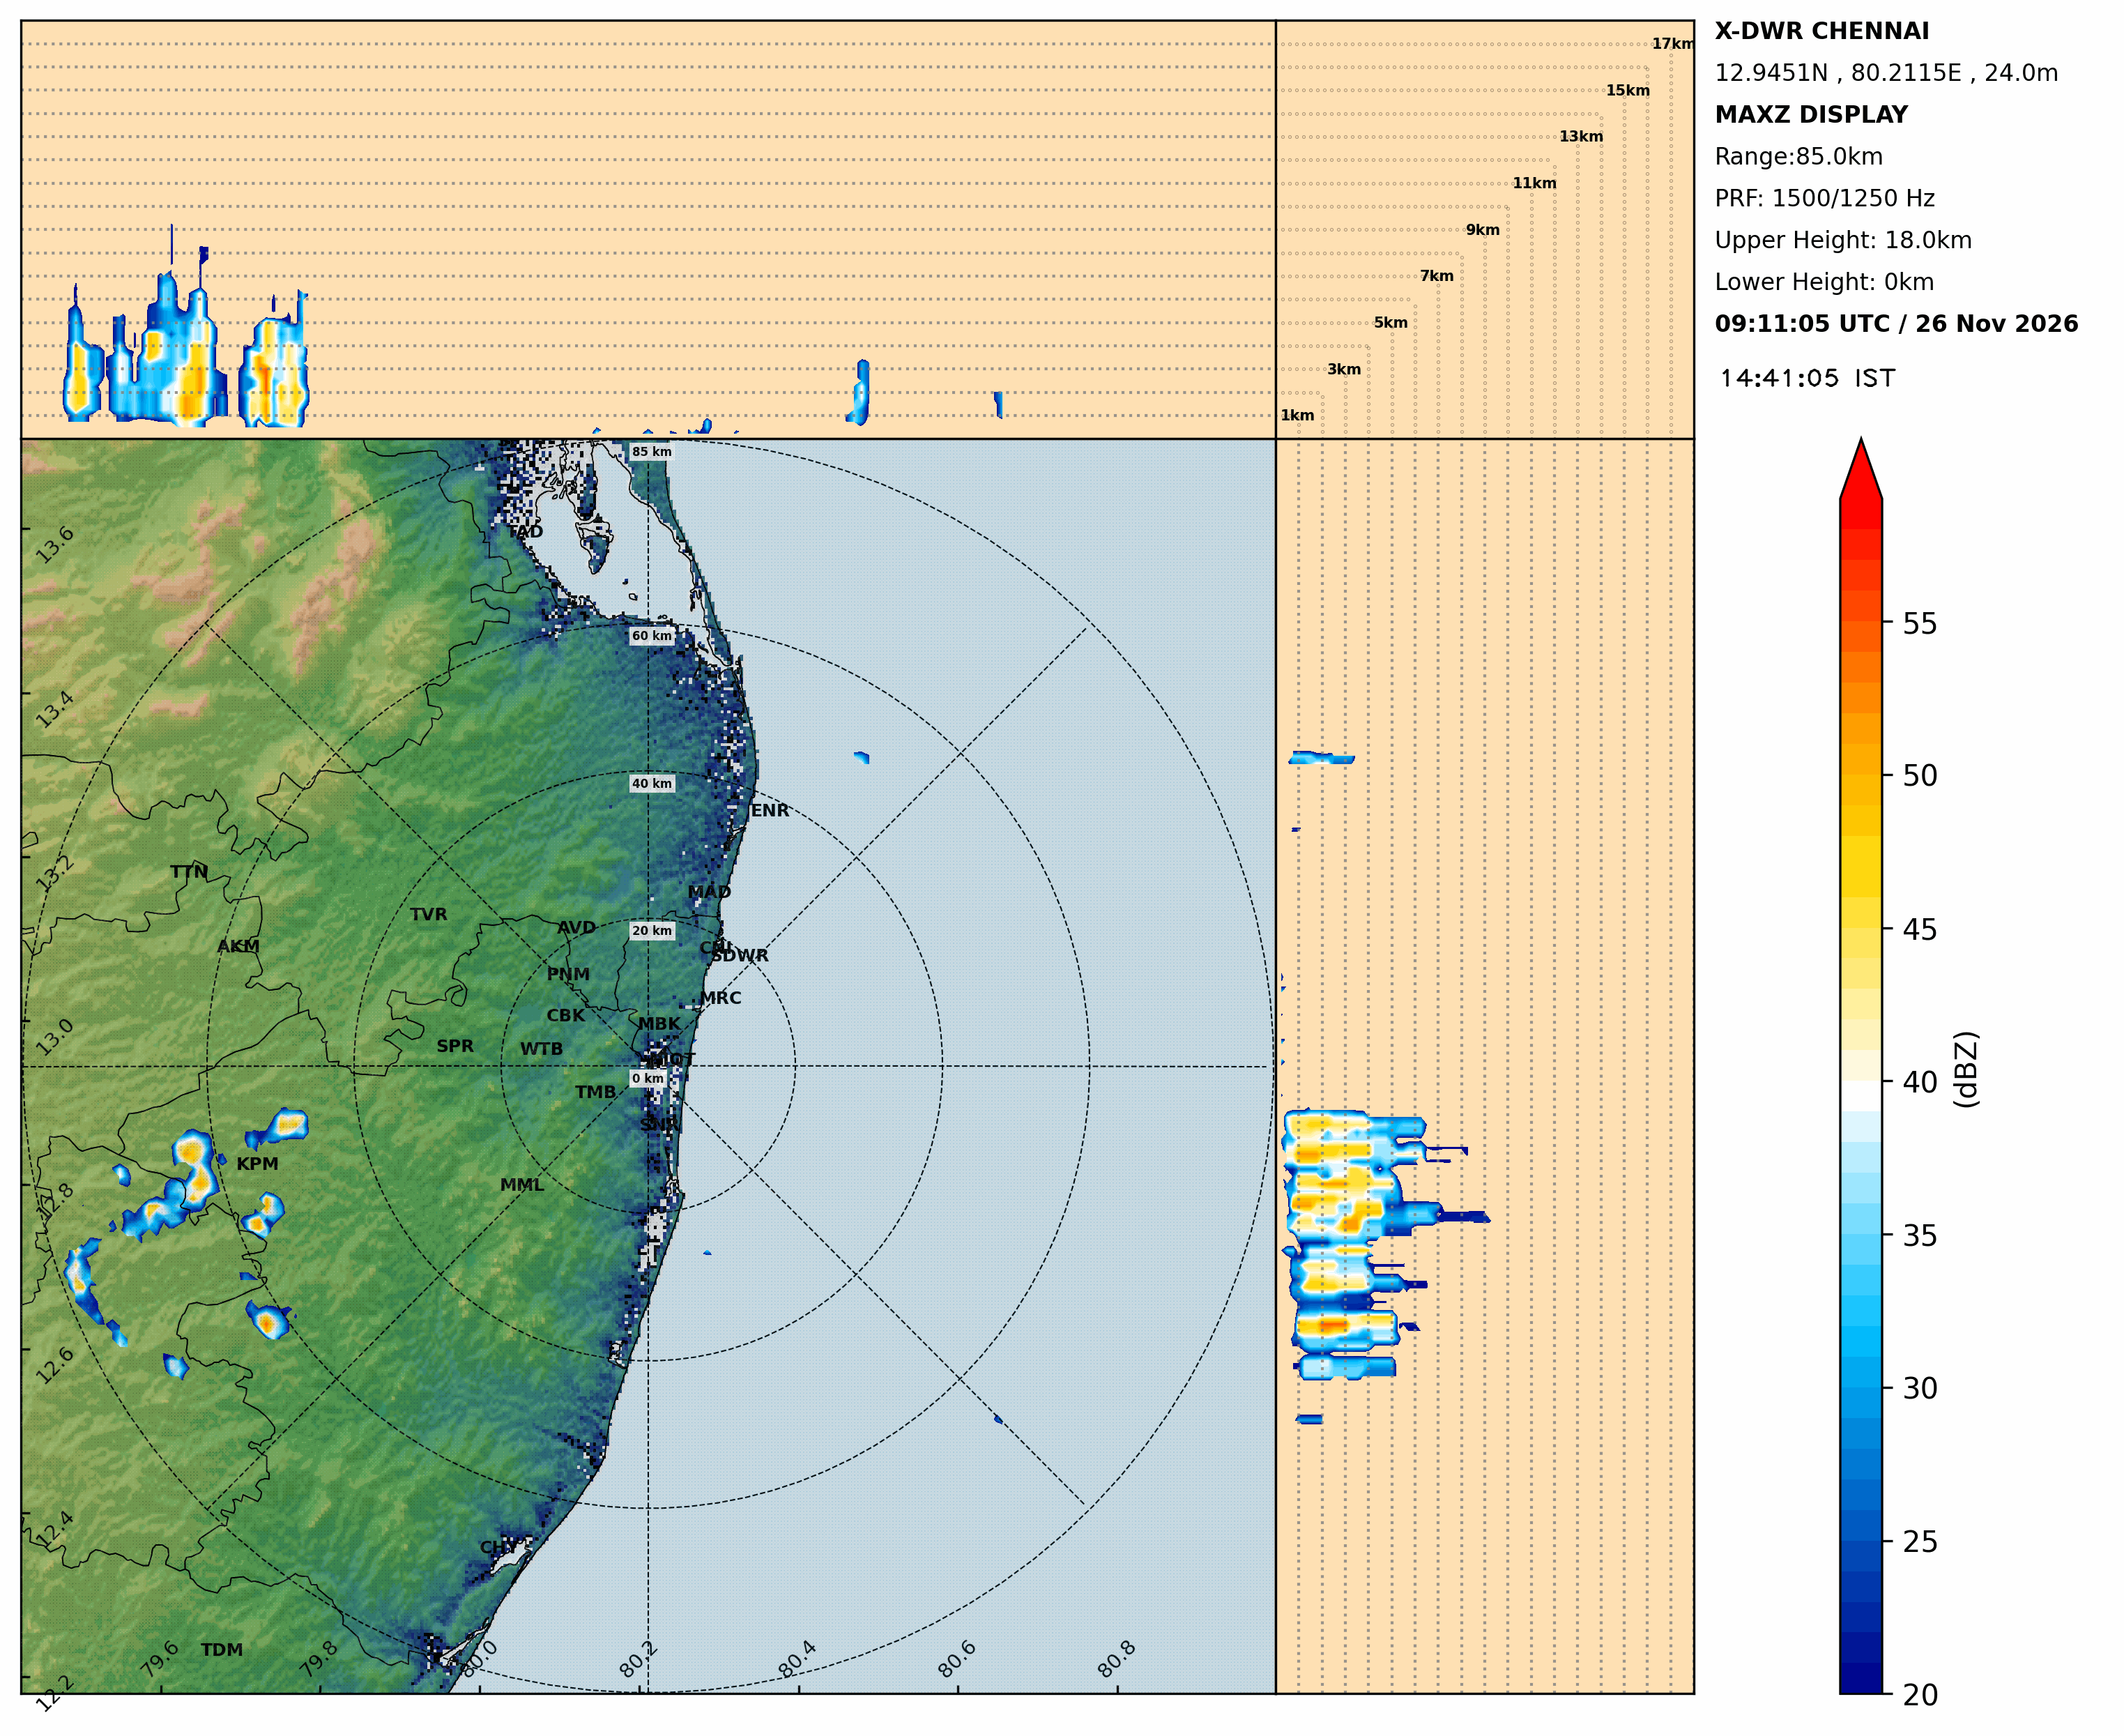 X-DWR CHENNAI
12.9451N , 80.2115E , 24.0m
MAXZ DISPLAY
Range:85.0km
PRF: 1500/1250 Hz
Upper Height: 18.0km
Lower Height: 0km
09:11:05 UTC / 26 Nov 2026
14:41:05 IST
17km
15km
13km
11km
9km
7km
5km
3km
1km
85 km
TAD
13.6
60 km
13.4
40 km
ENR
13.2
TTN
MAD
TVR
AVD
20 km
AKM
SDWR
PNM
MRC
CBK
MBK
13.0
SPR
WTB
0 km
TMB
SNR
KPM
MML
12.8
12.6
12.4
CHY
TDM
12.2
79.6
79.8
80.0
80.2
80.4
80.6
80.8
55
50
45
40
35
30
25
20
(dBZ)